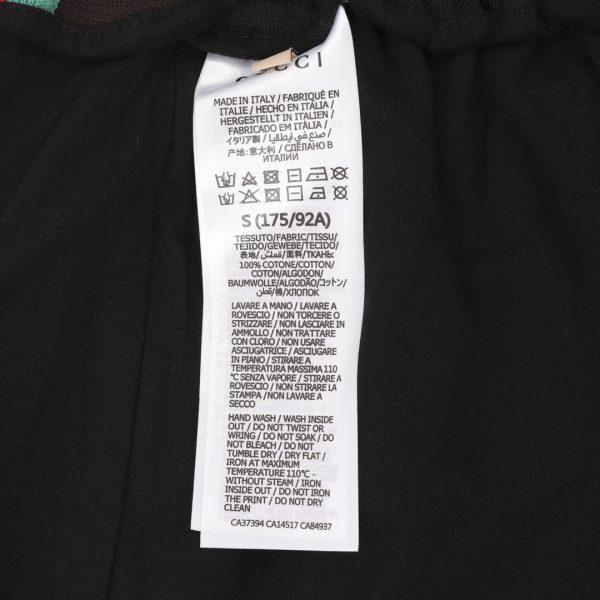 GUCCI
MADE IN ITALY / FABRIQUÉ EN
ITALIE / HECHO EN ITALIA /
HERGESTELLT IN ITALIEN /
FABRICADO EM ITÁLIA /
イタリア製 / صنع في ايطاليا /
产地:意大利 / СДЕЛАНО В
ИТАЛИИ
S (175/92A)
TESSUTO/FABRIC/TISSU/
TEJIDO/GEWEBE/TECIDO/
表地/قماش/面料/ТКАНЬ:
100% COTONE/COTTON/
COTON/ALGODON/
BAUMWOLLE/ALGODÃO/コットン/
قطن/棉/ХЛОПОК
LAVARE A MANO / LAVARE A
ROVESCIO / NON TORCERE O
STRIZZARE / NON LASCIARE IN
AMMOLLO / NON TRATTARE
CON CLORO / NON USARE
ASCIUGATRICE / ASCIUGARE
IN PIANO / STIRARE A
TEMPERATURA MASSIMA 110
°C SENZA VAPORE / STIRARE A
ROVESCIO / NON STIRARE LA
STAMPA / NON LAVARE A
SECCO
HAND WASH / WASH INSIDE
OUT / DO NOT TWIST OR
WRING / DO NOT SOAK / DO
NOT BLEACH / DO NOT
TUMBLE DRY / DRY FLAT /
IRON AT MAXIMUM
TEMPERATURE 110°C -
WITHOUT STEAM / IRON
INSIDE OUT / DO NOT IRON
THE PRINT / DO NOT DRY
CLEAN
CA37394 CA14517 CA84937